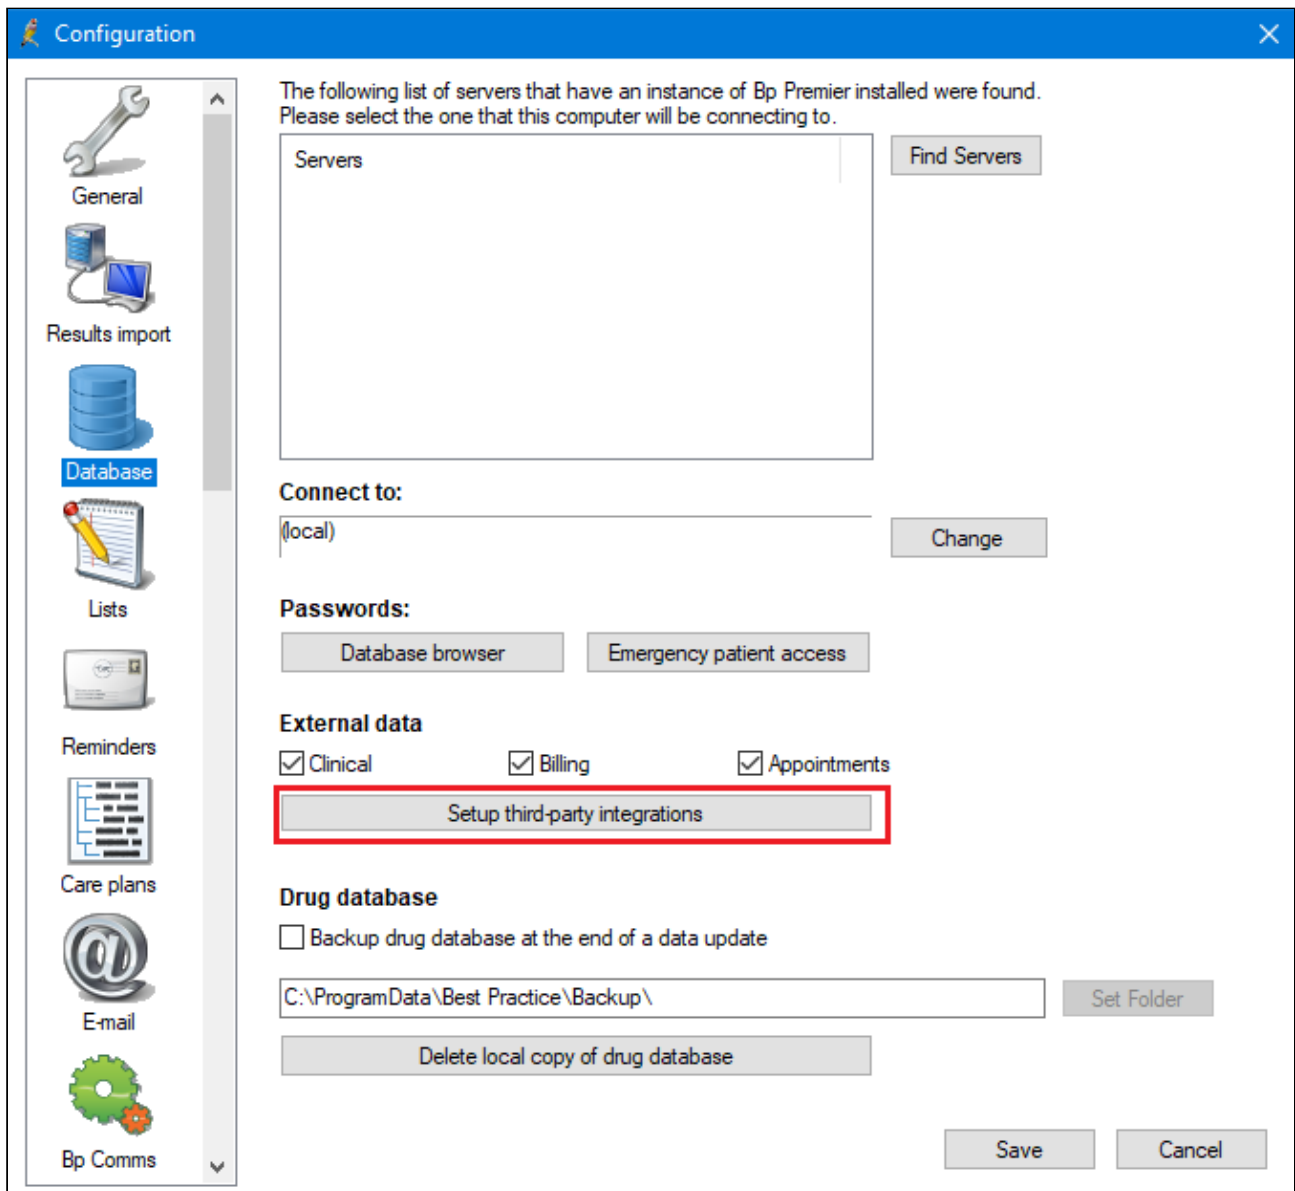 Configuration
General
Results import
Database
Lists
Reminders
Care plans
E-mail
Bp Comms
The following list of servers that have an instance of Bp Premier installed were found.
Please select the one that this computer will be connecting to.
Servers
Find Servers
Connect to:
(local)
Change
Passwords:
Database browser
Emergency patient access
External data
Clinical
Billing
Appointments
Setup third-party integrations
Drug database
Backup drug database at the end of a data update
C:\ProgramData\Best Practice\Backup\
Set Folder
Delete local copy of drug database
Save
Cancel